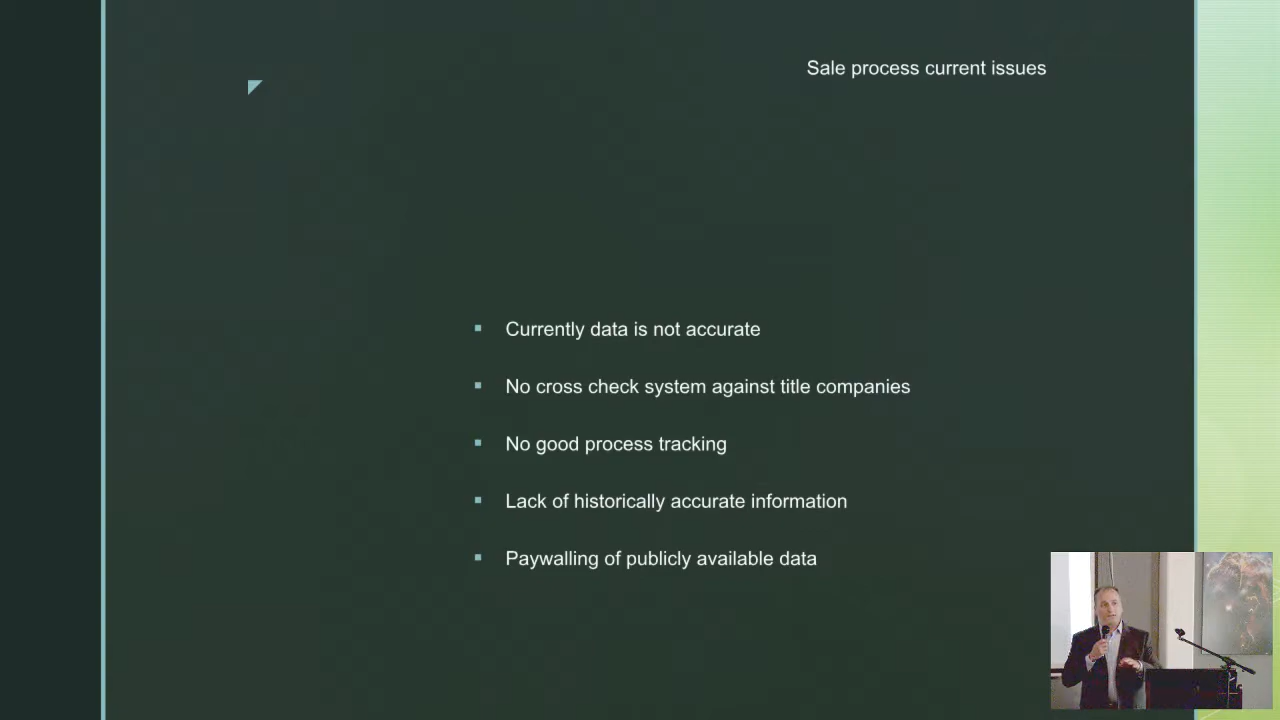 Sale process current issues
Currently data is not accurate
No cross check system against title companies
No good process tracking
Lack of historically accurate information
Paywalling of publicly available data